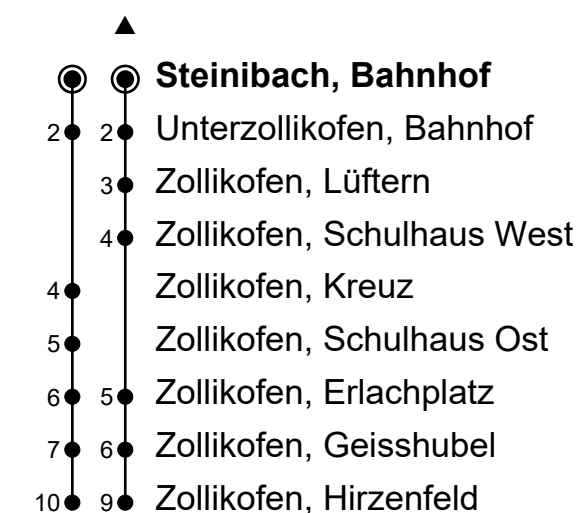 Steinibach, Bahnhof
2 2 Unterzollikofen, Bahnhof
3 Zollikofen, Lüftern
4 Zollikofen, Schulhaus West
4 Zollikofen, Kreuz
5 Zollikofen, Schulhaus Ost
6 5 Zollikofen, Erlachplatz
7 6 Zollikofen, Geisshubel
10 9 Zollikofen, Hirzenfeld